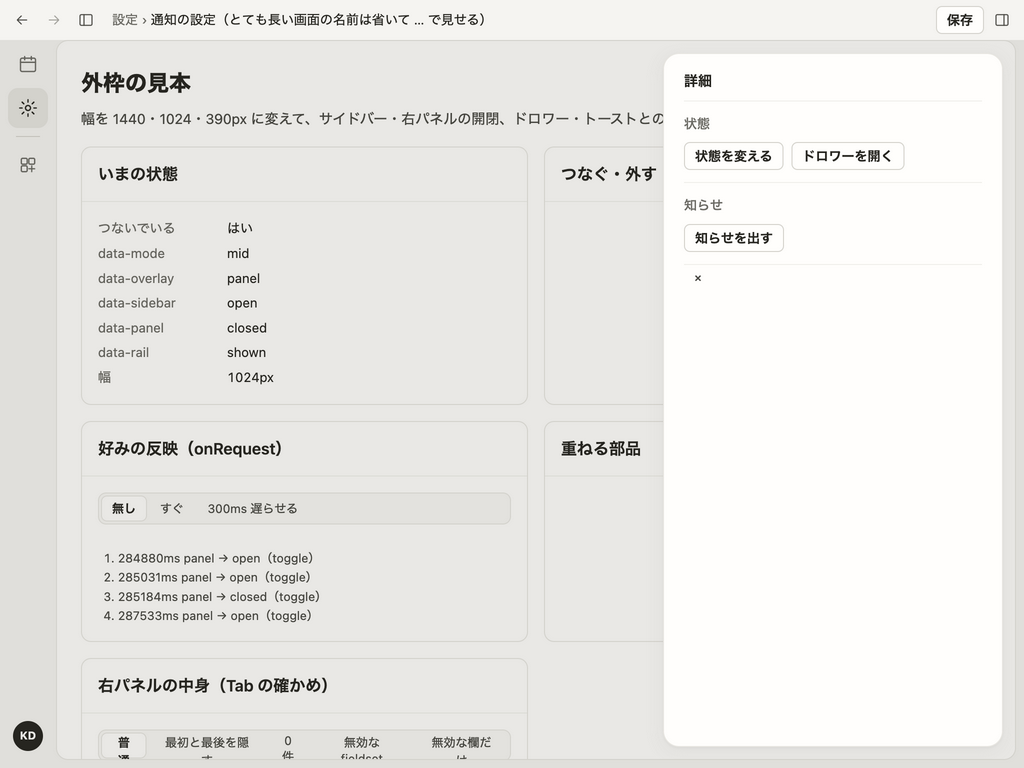 設定 › 通知の設定（とても長い画面の名前は省いて ... で見せる）
保存
外枠の見本
幅を 1440・1024・390px に変えて、サイドバー・右パネルの開閉、ドロワー・トーストとの
いまの状態
つないでいる はい
data-mode mid
data-overlay panel
data-sidebar open
data-panel closed
data-rail shown
幅 1024px
つなぐ・外す
好みの反映（onRequest）
無し すぐ 300ms 遅らせる
1. 284880ms panel → open（toggle）
2. 285031ms panel → open（toggle）
3. 285184ms panel → closed（toggle）
4. 287533ms panel → open（toggle）
重ねる部品
右パネルの中身（Tab の確かめ）
普通 最初と最後を隠す 0件 無効な fieldset 無効な欄だけ
詳細
状態
状態を変える ドロワーを開く
知らせ
知らせを出す
×
KD